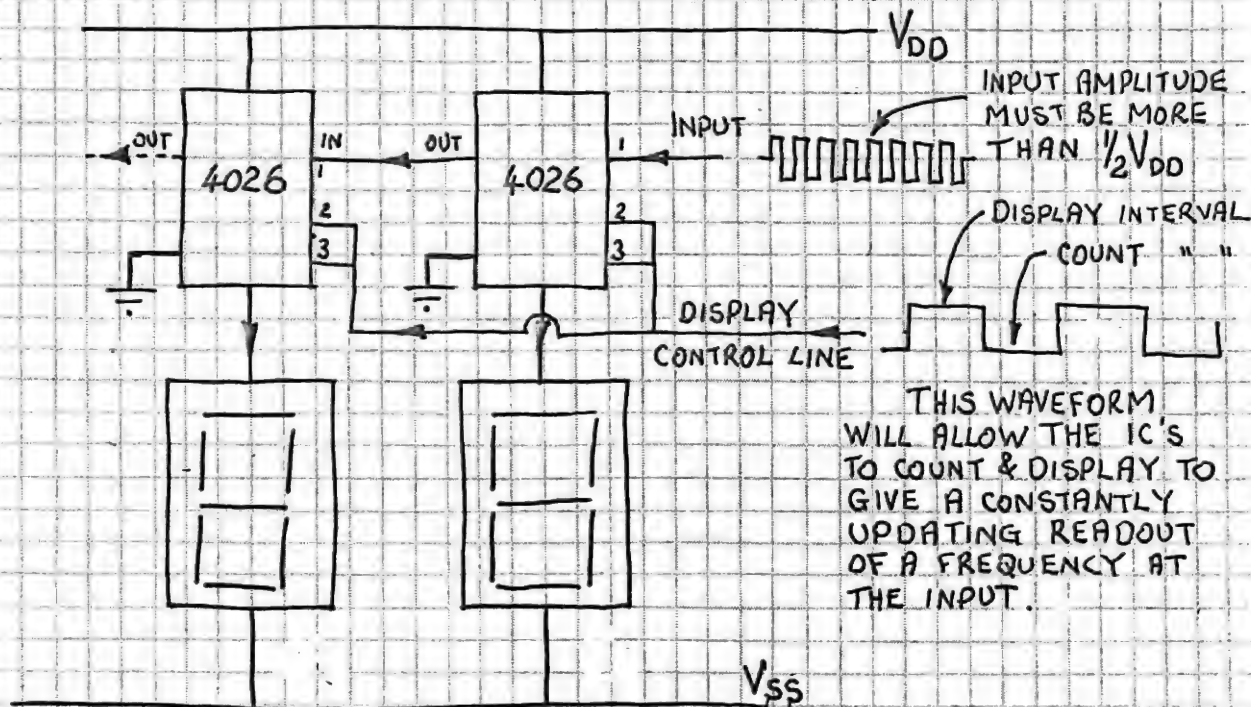 VDD
INPUT AMPLITUDE
MUST BE MORE
THAN ½VDD
OUT
4026
IN
1
2
3
OUT
4026
INPUT
1
2
3
DISPLAY INTERVAL
COUNT " "
DISPLAY
CONTROL LINE
THIS WAVEFORM
WILL ALLOW THE IC'S
TO COUNT & DISPLAY TO
GIVE A CONSTANTLY
UPDATING READOUT
OF A FREQUENCY AT
THE INPUT.
VSS